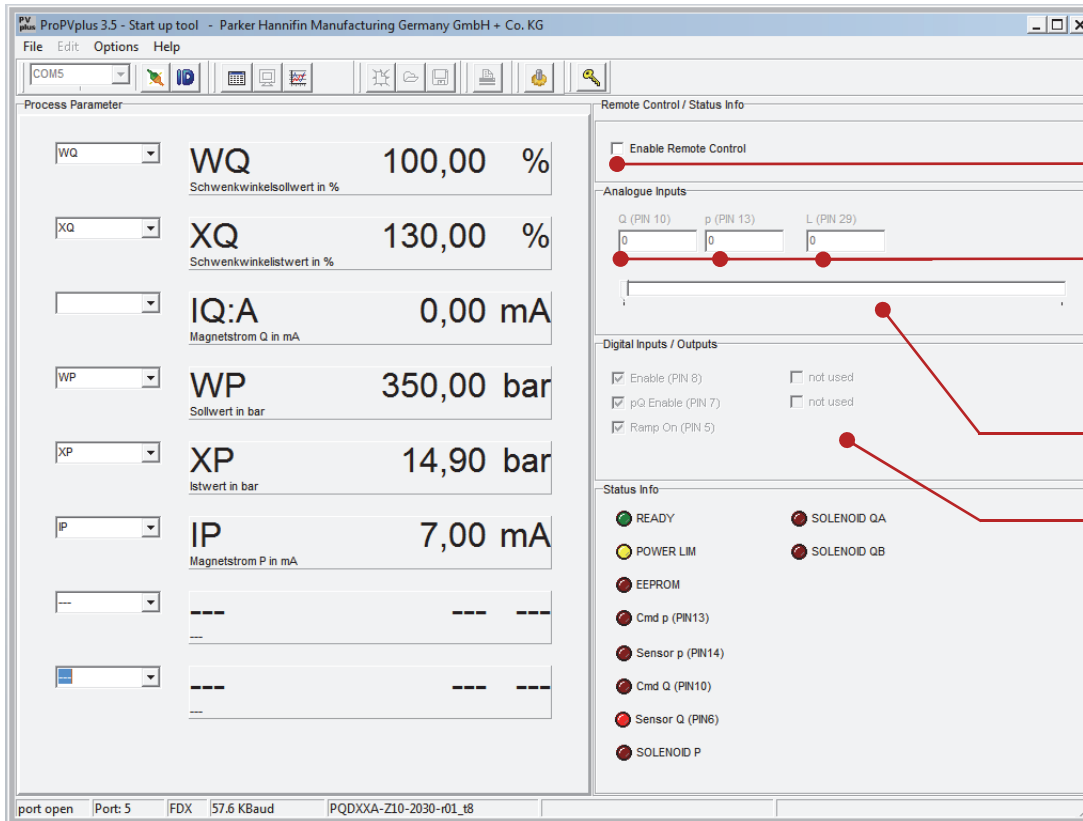 PV plus ProPVplus 3.5 - Start up tool - Parker Hannifin Manufacturing Germany GmbH + Co. KG
File Edit Options Help
COM5 ID
Process Parameter
WQ
WQ 100,00 %
Schwenkwinkelsollwert in %
XQ
XQ 130,00 %
Schwenkwinkelistwert in %
IQ:A 0,00 mA
Magnetstrom Q in mA
WP
WP 350,00 bar
Sollwert in bar
XP
XP 14,90 bar
Istwert in bar
IP
IP 7,00 mA
Magnetstrom P in mA
---
--- --- ---
---
---
--- --- ---
---
Remote Control / Status Info
Enable Remote Control
Analogue Inputs
Q (PIN 10) p (PIN 13) L (PIN 29)
0 0 0
Digital Inputs / Outputs
Enable (PIN 8) not used
pQ Enable (PIN 7) not used
Ramp On (PIN 5)
Status Info
READY SOLENOID QA
POWER LIM SOLENOID QB
EEPROM
Cmd p (PIN13)
Sensor p (PIN14)
Cmd Q (PIN10)
Sensor Q (PIN6)
SOLENOID P
port open Port: 5 FDX 57.6 KBaud PQDXXA-Z10-2030-r01_t8